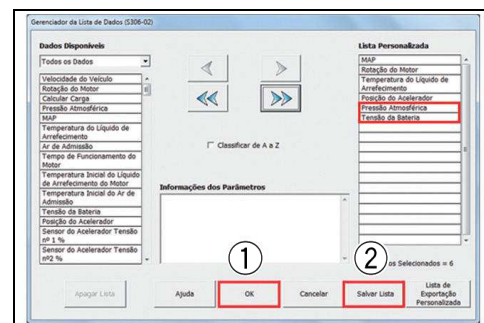 Gerenciador da Lista de Dados (S306-02)
Dados Disponíveis
Todos os Dados
Velocidade do Veículo
Rotação do Motor
Calcular Carga
Pressão Atmosférica
MAP
Temperatura do Líquido de
Arrefecimento
Ar de Admissão
Tempo de Funcionamento do
Motor
Temperatura Inicial do Líquido
de Arrefecimento do Motor
Temperatura Inicial do Ar de
Admissão
Tensão da Bateria
Posição do Acelerador
Sensor do Acelerador Tensão
nº 1 %
Sensor do Acelerador Tensão
nº2 %
Classificar de A a Z
Informações dos Parâmetros
Lista Personalizada
MAP
Rotação do Motor
Temperatura do Líquido de
Arrefecimento
Posição do Acelerador
Pressão Atmosférica
Tensão da Bateria
os Selecionados = 6
1
2
Apagar Lista
Ajuda
OK
Cancelar
Salvar Lista
Lista de
Exportação
Personalizada